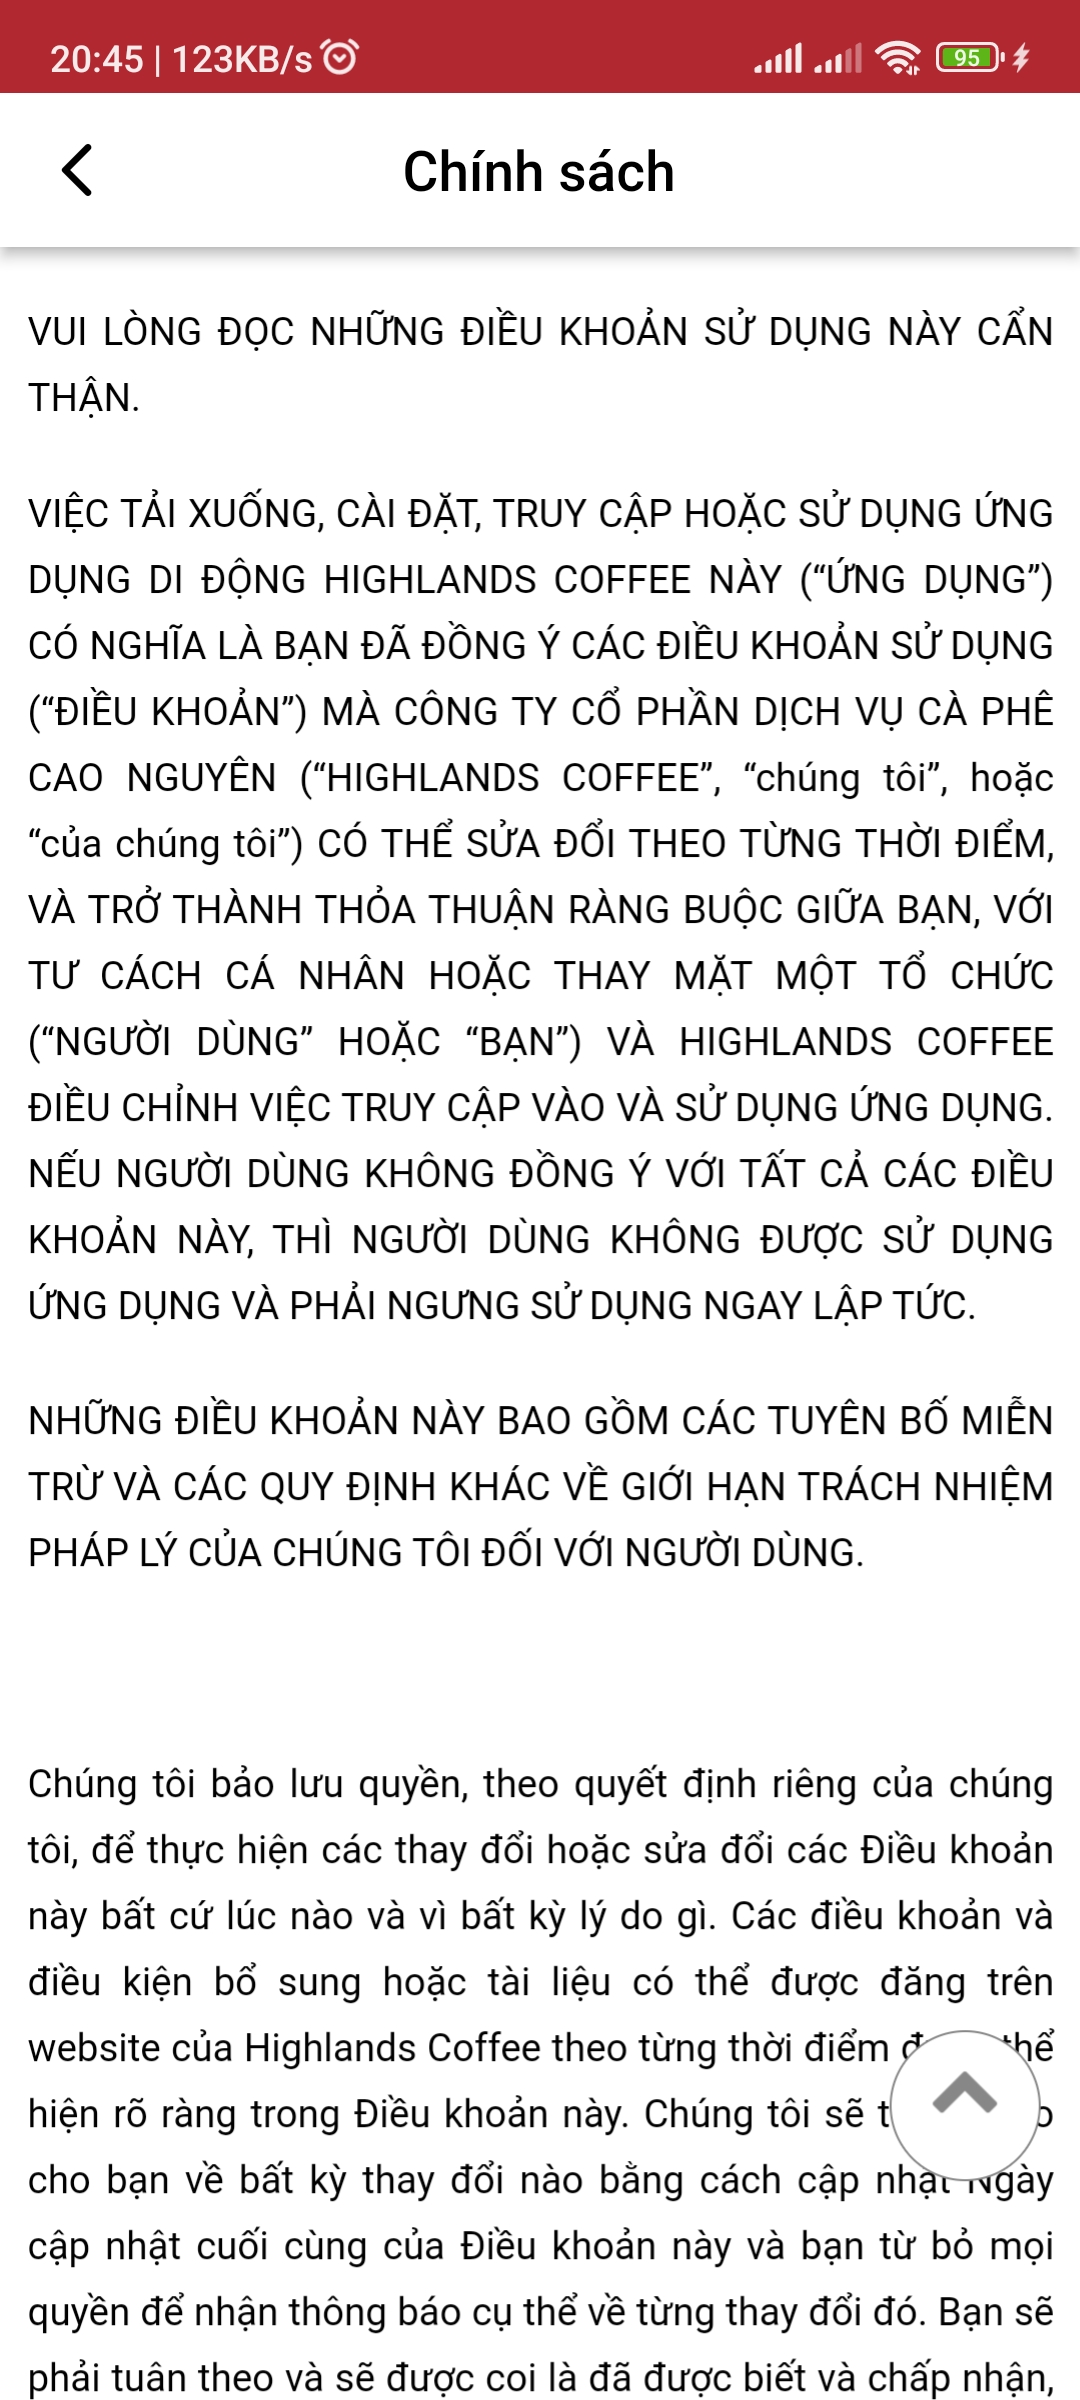 20:45 | 123KB/s
95
Chính sách
VUI LÒNG ĐỌC NHỮNG ĐIỀU KHOẢN SỬ DỤNG NÀY CẨN
THẬN.
VIỆC TẢI XUỐNG, CÀI ĐẶT, TRUY CẬP HOẶC SỬ DỤNG ỨNG
DỤNG DI ĐỘNG HIGHLANDS COFFEE NÀY (“ỨNG DỤNG”)
CÓ NGHĨA LÀ BẠN ĐÃ ĐỒNG Ý CÁC ĐIỀU KHOẢN SỬ DỤNG
(“ĐIỀU KHOẢN”) MÀ CÔNG TY CỔ PHẦN DỊCH VỤ CÀ PHÊ
CAO NGUYÊN (“HIGHLANDS COFFEE”, “chúng tôi”, hoặc
“của chúng tôi”) CÓ THỂ SỬA ĐỔI THEO TỪNG THỜI ĐIỂM,
VÀ TRỞ THÀNH THỎA THUẬN RÀNG BUỘC GIỮA BẠN, VỚI
TƯ CÁCH CÁ NHÂN HOẶC THAY MẶT MỘT TỔ CHỨC
(“NGƯỜI DÙNG” HOẶC “BẠN”) VÀ HIGHLANDS COFFEE
ĐIỀU CHỈNH VIỆC TRUY CẬP VÀO VÀ SỬ DỤNG ỨNG DỤNG.
NẾU NGƯỜI DÙNG KHÔNG ĐỒNG Ý VỚI TẤT CẢ CÁC ĐIỀU
KHOẢN NÀY, THÌ NGƯỜI DÙNG KHÔNG ĐƯỢC SỬ DỤNG
ỨNG DỤNG VÀ PHẢI NGƯNG SỬ DỤNG NGAY LẬP TỨC.
NHỮNG ĐIỀU KHOẢN NÀY BAO GỒM CÁC TUYÊN BỐ MIỄN
TRỪ VÀ CÁC QUY ĐỊNH KHÁC VỀ GIỚI HẠN TRÁCH NHIỆM
PHÁP LÝ CỦA CHÚNG TÔI ĐỐI VỚI NGƯỜI DÙNG.
Chúng tôi bảo lưu quyền, theo quyết định riêng của chúng
tôi, để thực hiện các thay đổi hoặc sửa đổi các Điều khoản
này bất cứ lúc nào và vì bất kỳ lý do gì. Các điều khoản và
điều kiện bổ sung hoặc tài liệu có thể được đăng trên
website của Highlands Coffee theo từng thời điểm thể
hiện rõ ràng trong Điều khoản này. Chúng tôi sẽ
cho bạn về bất kỳ thay đổi nào bằng cách cập nhật Ngày
cập nhật cuối cùng của Điều khoản này và bạn từ bỏ mọi
quyền để nhận thông báo cụ thể về từng thay đổi đó. Bạn sẽ
phải tuân theo và sẽ được coi là đã được biết và chấp nhận,